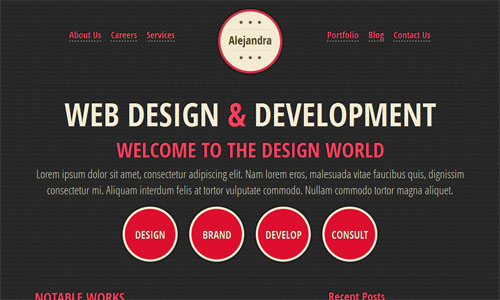 About Us Careers Services
Alejandra
Portfolio Blog Contact Us
WEB DESIGN & DEVELOPMENT
WELCOME TO THE DESIGN WORLD
Lorem ipsum dolor sit amet, consectetur adipiscing elit. Nam lorem eros, malesuada vitae faucibus quis, dignissim
consectetur mi. Aliquam interdum felis at tortor vulputate commodo. Nullam commodo tortor magna aliquet.
DESIGN BRAND DEVELOP CONSULT
NOTABLE WORKS
Recent Posts